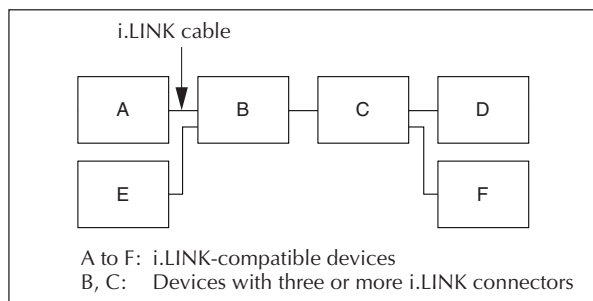 i.LINK cable
A
B
C
D
E
F
A to F: i.LINK-compatible devices
B, C: Devices with three or more i.LINK connectors